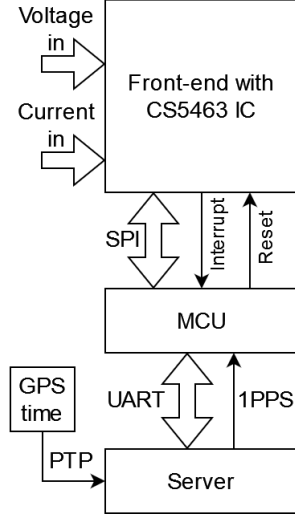 Voltage
in
Front-end with
CS5463 IC
Current
in
SPI
Interrupt
Reset
MCU
GPS
time
UART
1PPS
PTP
Server